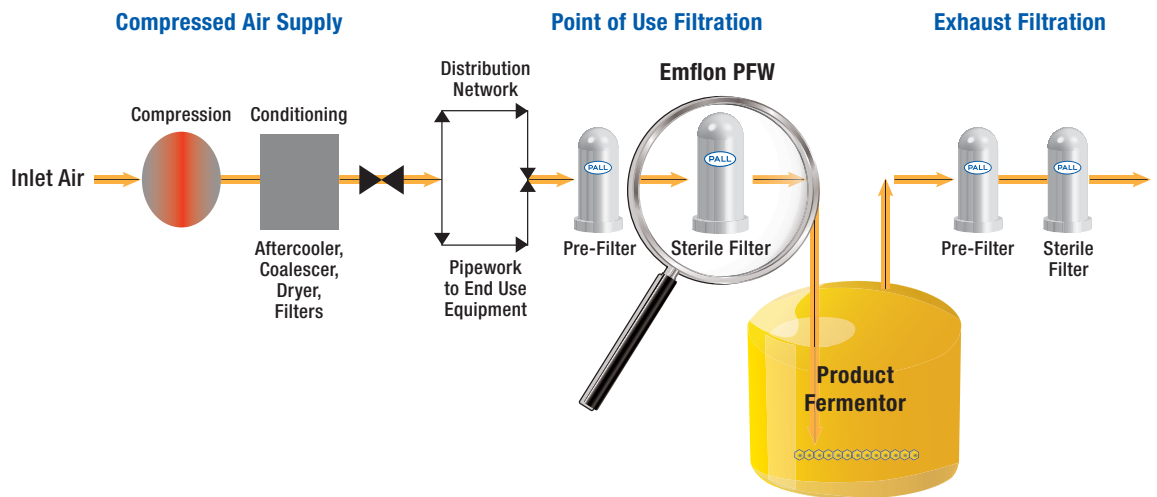 Compressed Air Supply
Point of Use Filtration
Exhaust Filtration
Emflon PFW
Distribution
Network
Compression
Conditioning
Inlet Air
PALL
PALL
PALL
PALL
Aftercooler,
Coalescer,
Dryer,
Filters
Pipework
to End Use
Equipment
Pre-Filter
Sterile Filter
Pre-Filter
Sterile
Filter
Product
Fermentor